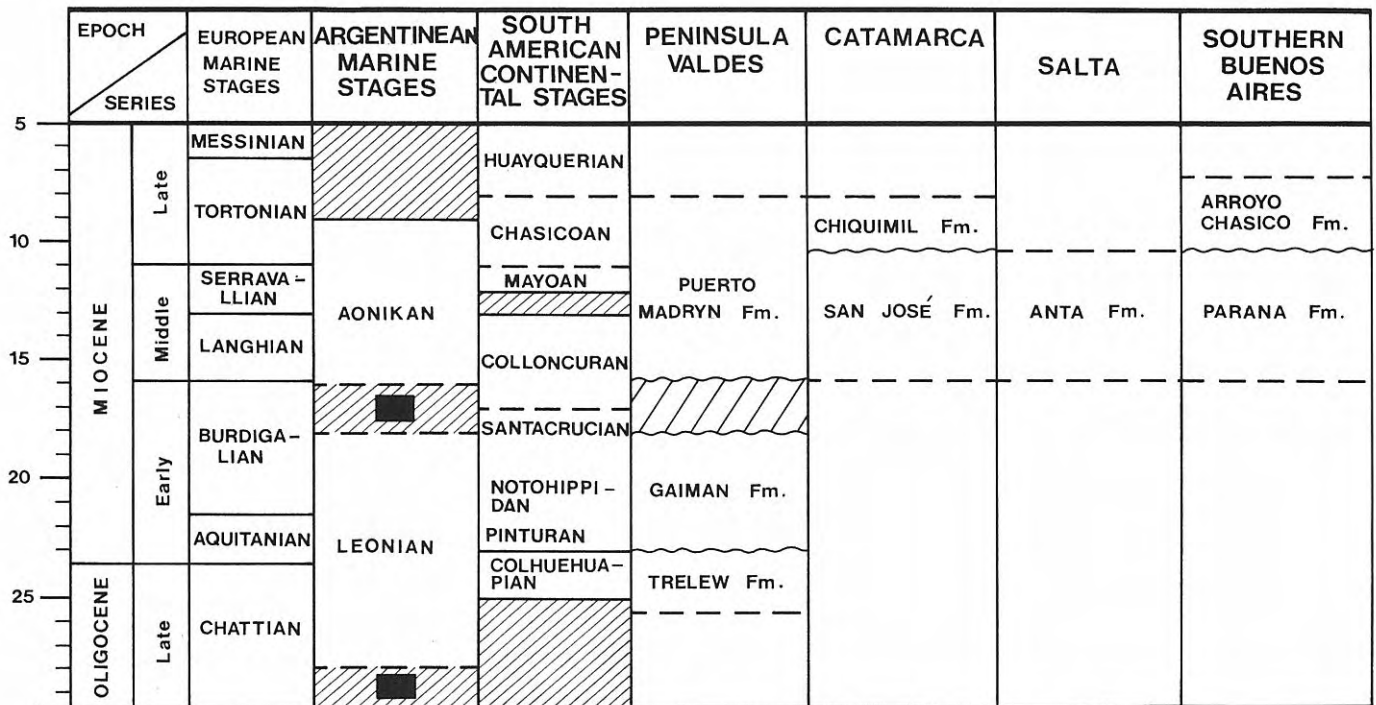 EPOCH
SERIES
EUROPEAN
MARINE
STAGES
ARGENTINEAN
MARINE
STAGES
SOUTH
AMERICAN
CONTINEN-
TAL STAGES
PENINSULA
VALDES
CATAMARCA
SALTA
SOUTHERN
BUENOS
AIRES
5
10
15
20
25
MIOCENE
OLIGOCENE
Late
Middle
Early
Late
MESSINIAN
TORTONIAN
SERRAVA-
LLIAN
LANGHIAN
BURDIGA-
LIAN
AQUITANIAN
CHATTIAN
AONIKAN
LEONIAN
HUAYQUERIAN
CHASICOAN
MAYOAN
COLLONCURAN
SANTACRUCIAN
NOTOHIPPI-
DAN
PINTURAN
COLHUEHUA-
PIAN
PUERTO
MADRYN Fm.
GAIMAN Fm.
TRELEW Fm.
CHIQUIMIL Fm.
SAN JOSÉ Fm.
ANTA Fm.
ARROYO
CHASICO Fm.
PARANA Fm.